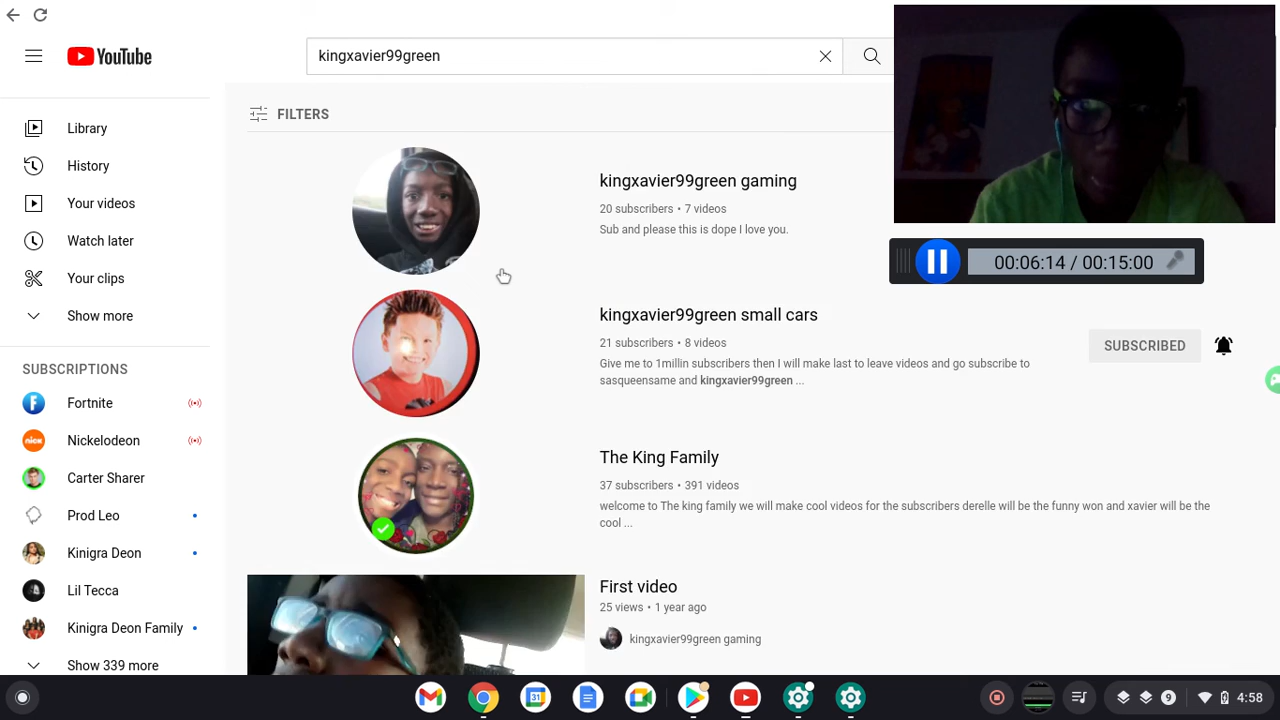 YouTube
kingxavier99green
Library
History
Your videos
Watch later
Your clips
Show more
SUBSCRIPTIONS
Fortnite
nick
Nickelodeon
Carter Sharer
Prod Leo
Kinigra Deon
Lil Tecca
Kinigra Deon Family
Show 339 more
FILTERS
kingxavier99green gaming
20 subscribers • 7 videos
Sub and please this is dope I love you.
kingxavier99green small cars
21 subscribers • 8 videos
Give me to 1millin subscribers then I will make last to leave videos and go subscribe to
sasqueensame and kingxavier99green ...
SUBSCRIBED
The King Family
37 subscribers • 391 videos
welcome to The king family we will make cool videos for the subscribers derelle will be the funny won and xavier will be the
cool ...
First video
25 views • 1 year ago
kingxavier99green gaming
00:06:14 / 00:15:00
31
9
4:58